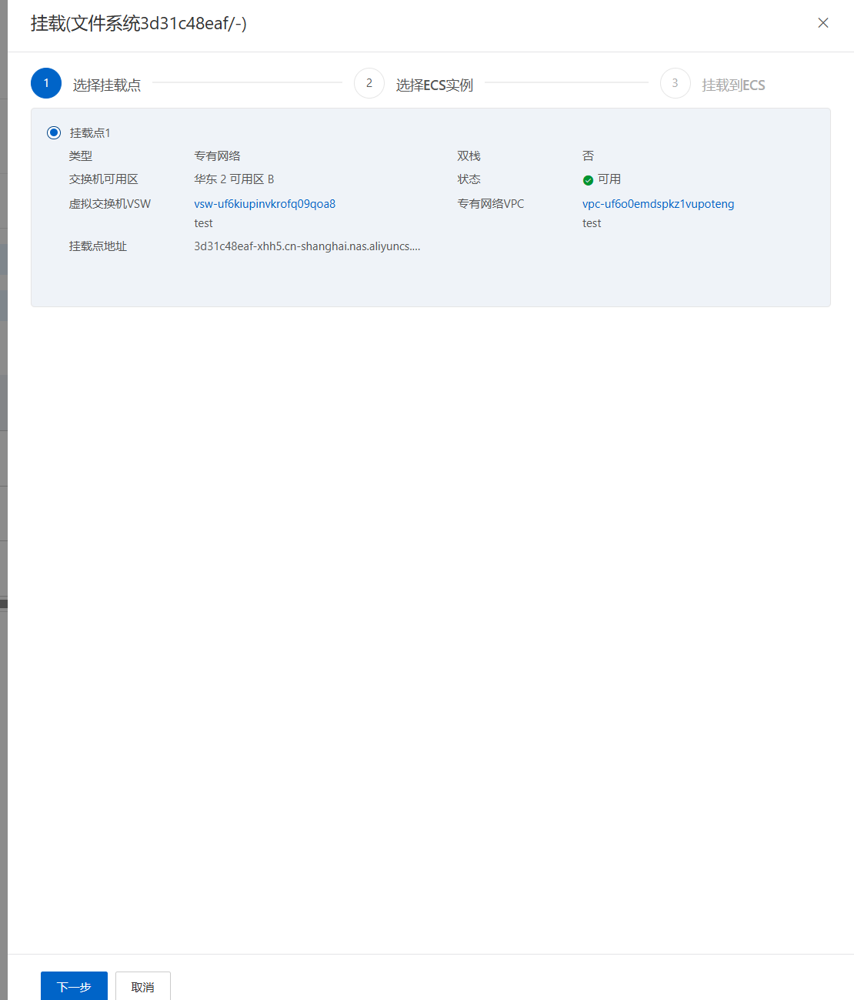 挂载(文件系统3d31c48eaf/-)
1 选择挂载点 2 选择ECS实例 3 挂载到ECS
挂载点1
类型 专有网络 双栈 否
交换机可用区 华东 2 可用区 B 状态 可用
虚拟交换机VSW vsw-uf6kiupinvkrofq09qoa8 专有网络VPC vpc-uf6o0emdspkz1vupoteng
test test
挂载点地址 3d31c48eaf-xhh5.cn-shanghai.nas.aliyuncs....
下一步 取消